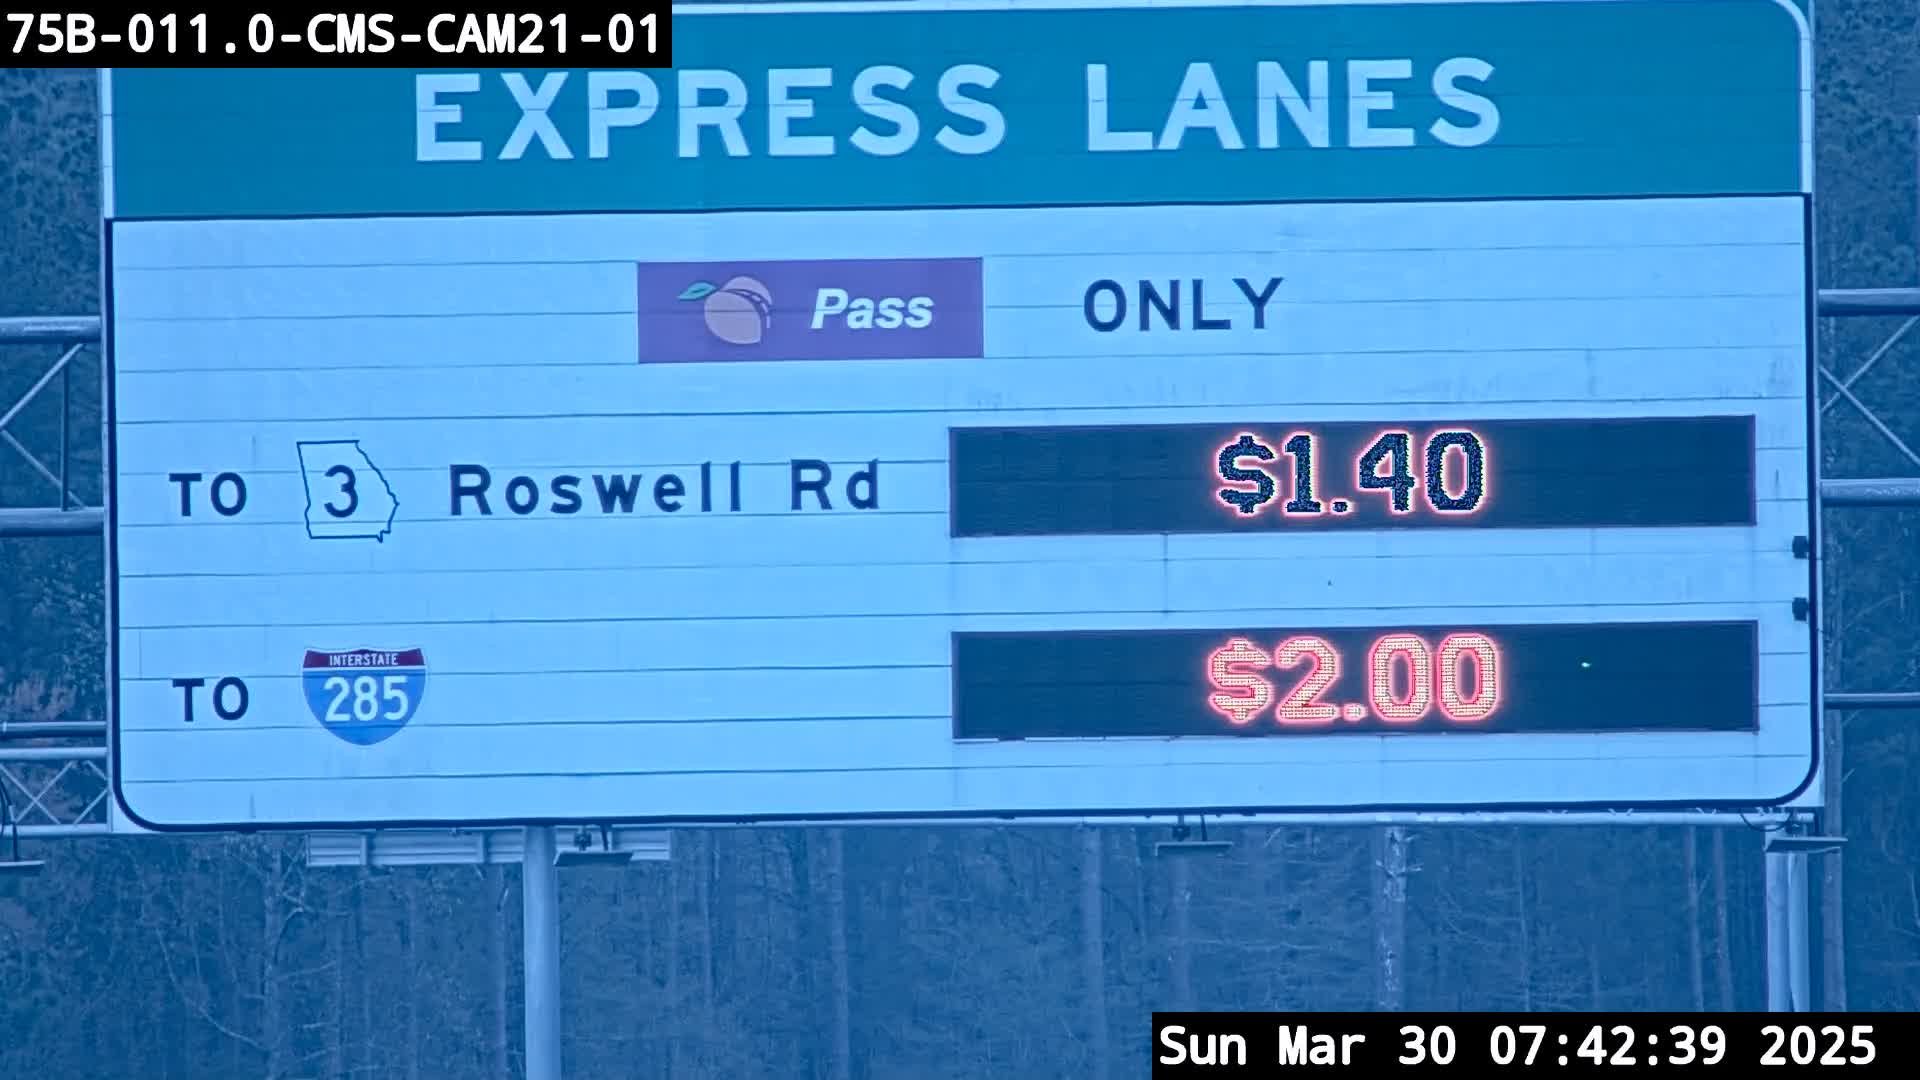 75B-011.0-CMS-CAM21-01
EXPRESS LANES
Pass ONLY
TO 3 Roswell Rd $1.40
INTERSTATE
TO 285 $2.00
Sun Mar 30 07:42:39 2025